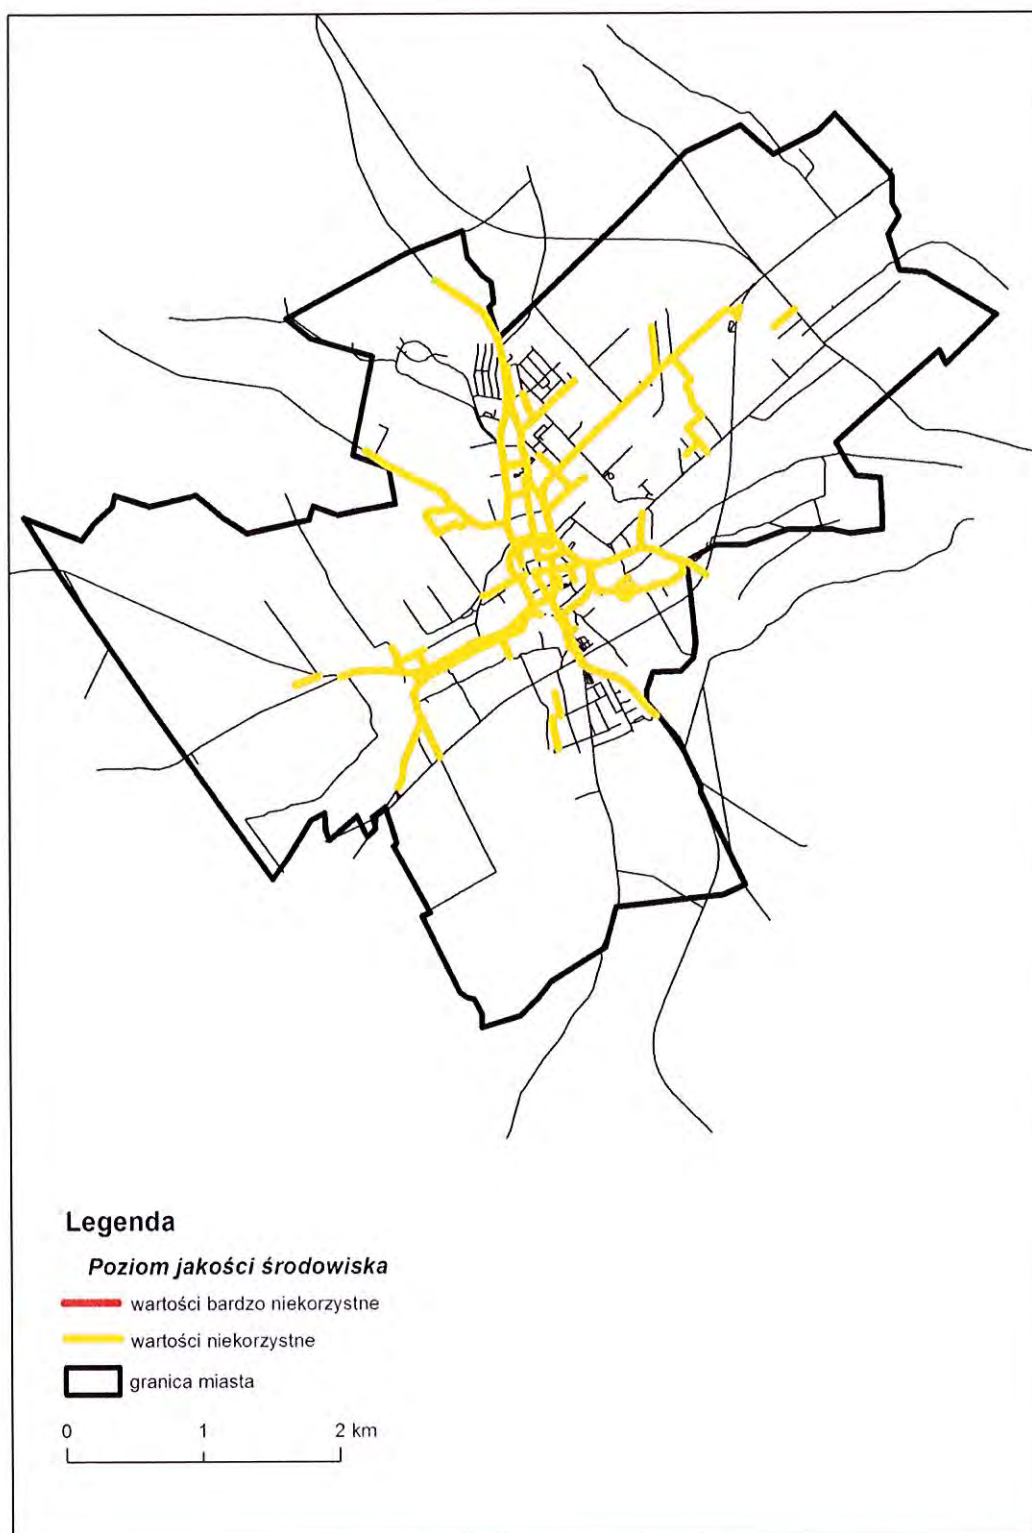 Legenda
Poziom jakości środowiska
wartości bardzo niekorzystne
wartości niekorzystne
granica miasta
0 1 2 km